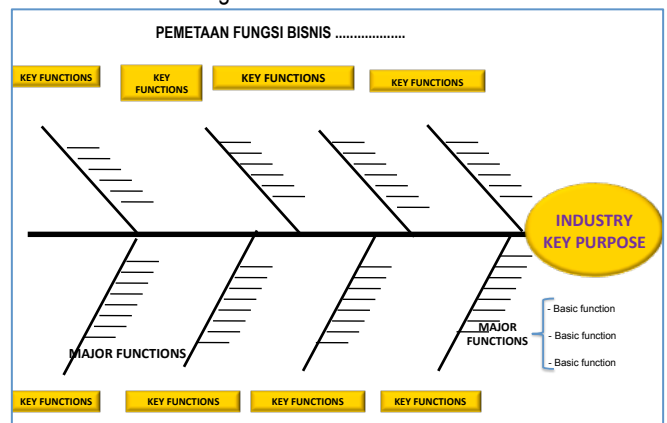 PEMETAAN FUNGSI BISNIS ...................
KEY FUNCTIONS
KEY
FUNCTIONS
KEY FUNCTIONS
KEY FUNCTIONS
INDUSTRY
KEY PURPOSE
MAJOR FUNCTIONS
MAJOR
FUNCTIONS
- Basic function
- Basic function
- Basic function
KEY FUNCTIONS
KEY FUNCTIONS
KEY FUNCTIONS
KEY FUNCTIONS